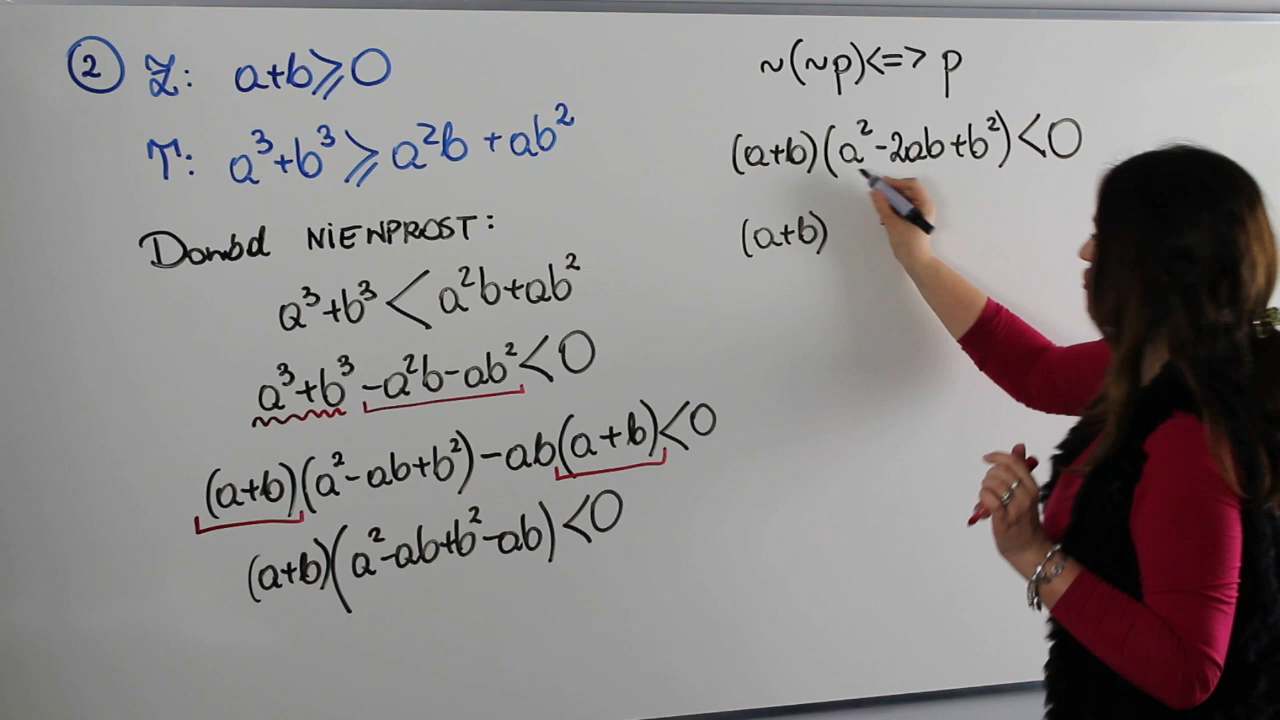 ② Z: a+b⩾0
T: a³+b³⩾a²b+ab²
Dowód NIEWPROST:
a³+b³<a²b+ab²
a³+b³-a²b-ab²<0
(a+b)(a²-ab+b²)-ab(a+b)<0
(a+b)(a²-ab+b²-ab)<0
~(~p)<=>p
(a+b)(a²-2ab+b²)<0
(a+b)